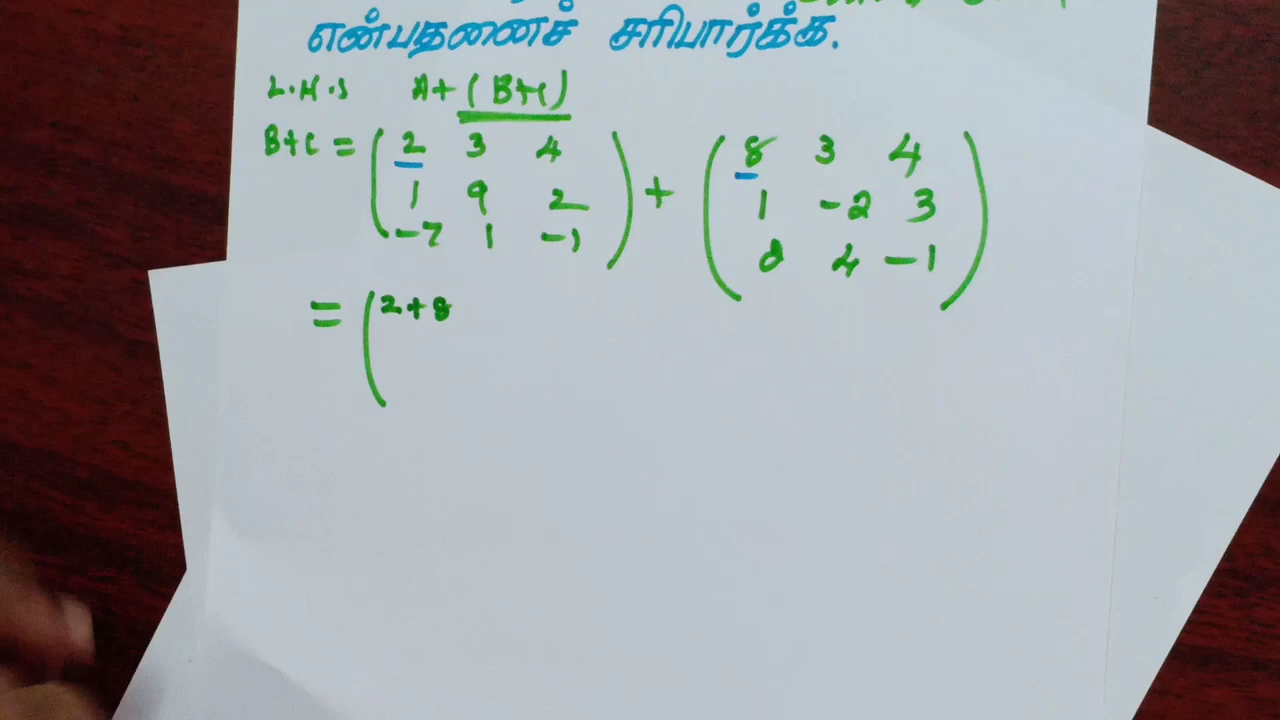 என்பதனைச் சரிபார்க்க.
L.H.S A+ (B+C)
B+C = ( 2 3 4 ) + ( 8 3 4 )
1 9 2 1 -2 3
-7 1 -1 4 -1
= ( 2+8